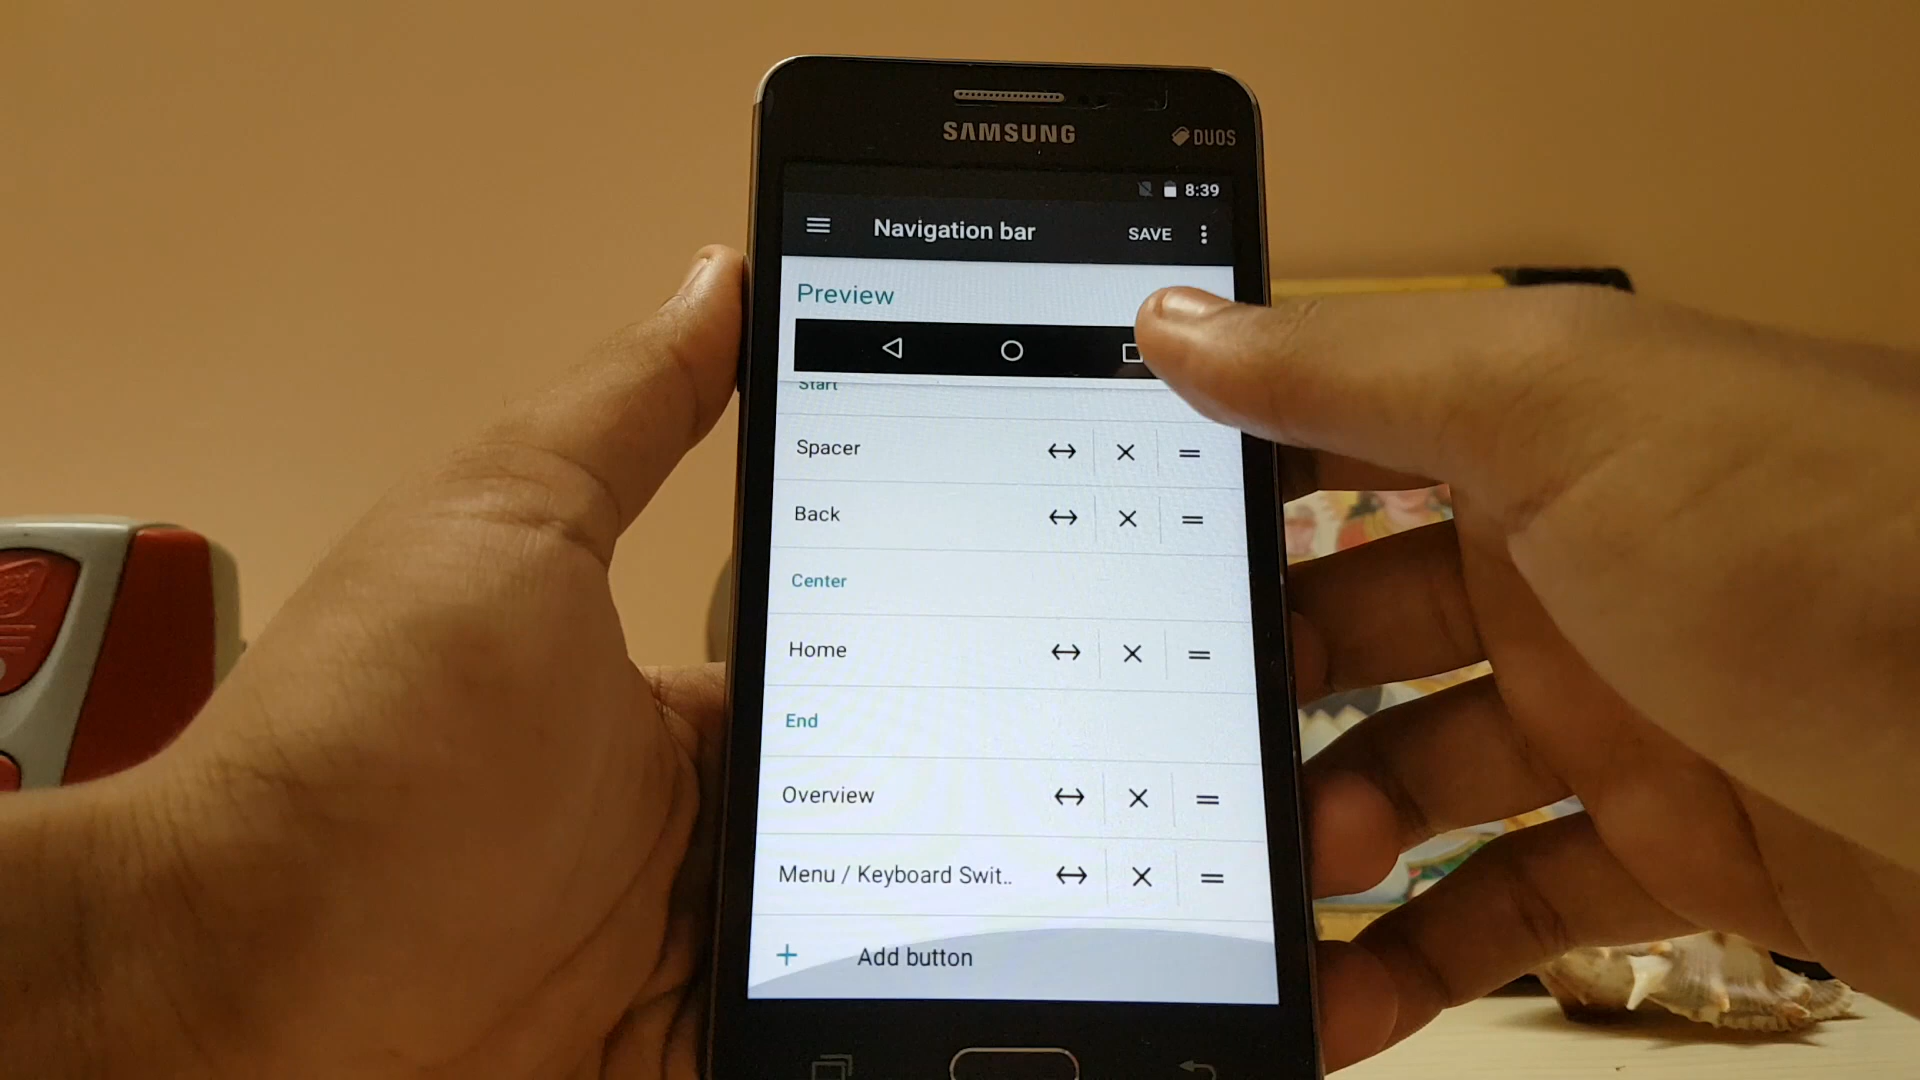 SAMSUNG
DUOS
8:39
Navigation bar SAVE
Preview
Start
Spacer
Back
Center
Home
End
Overview
Menu / Keyboard Swit..
+ Add button